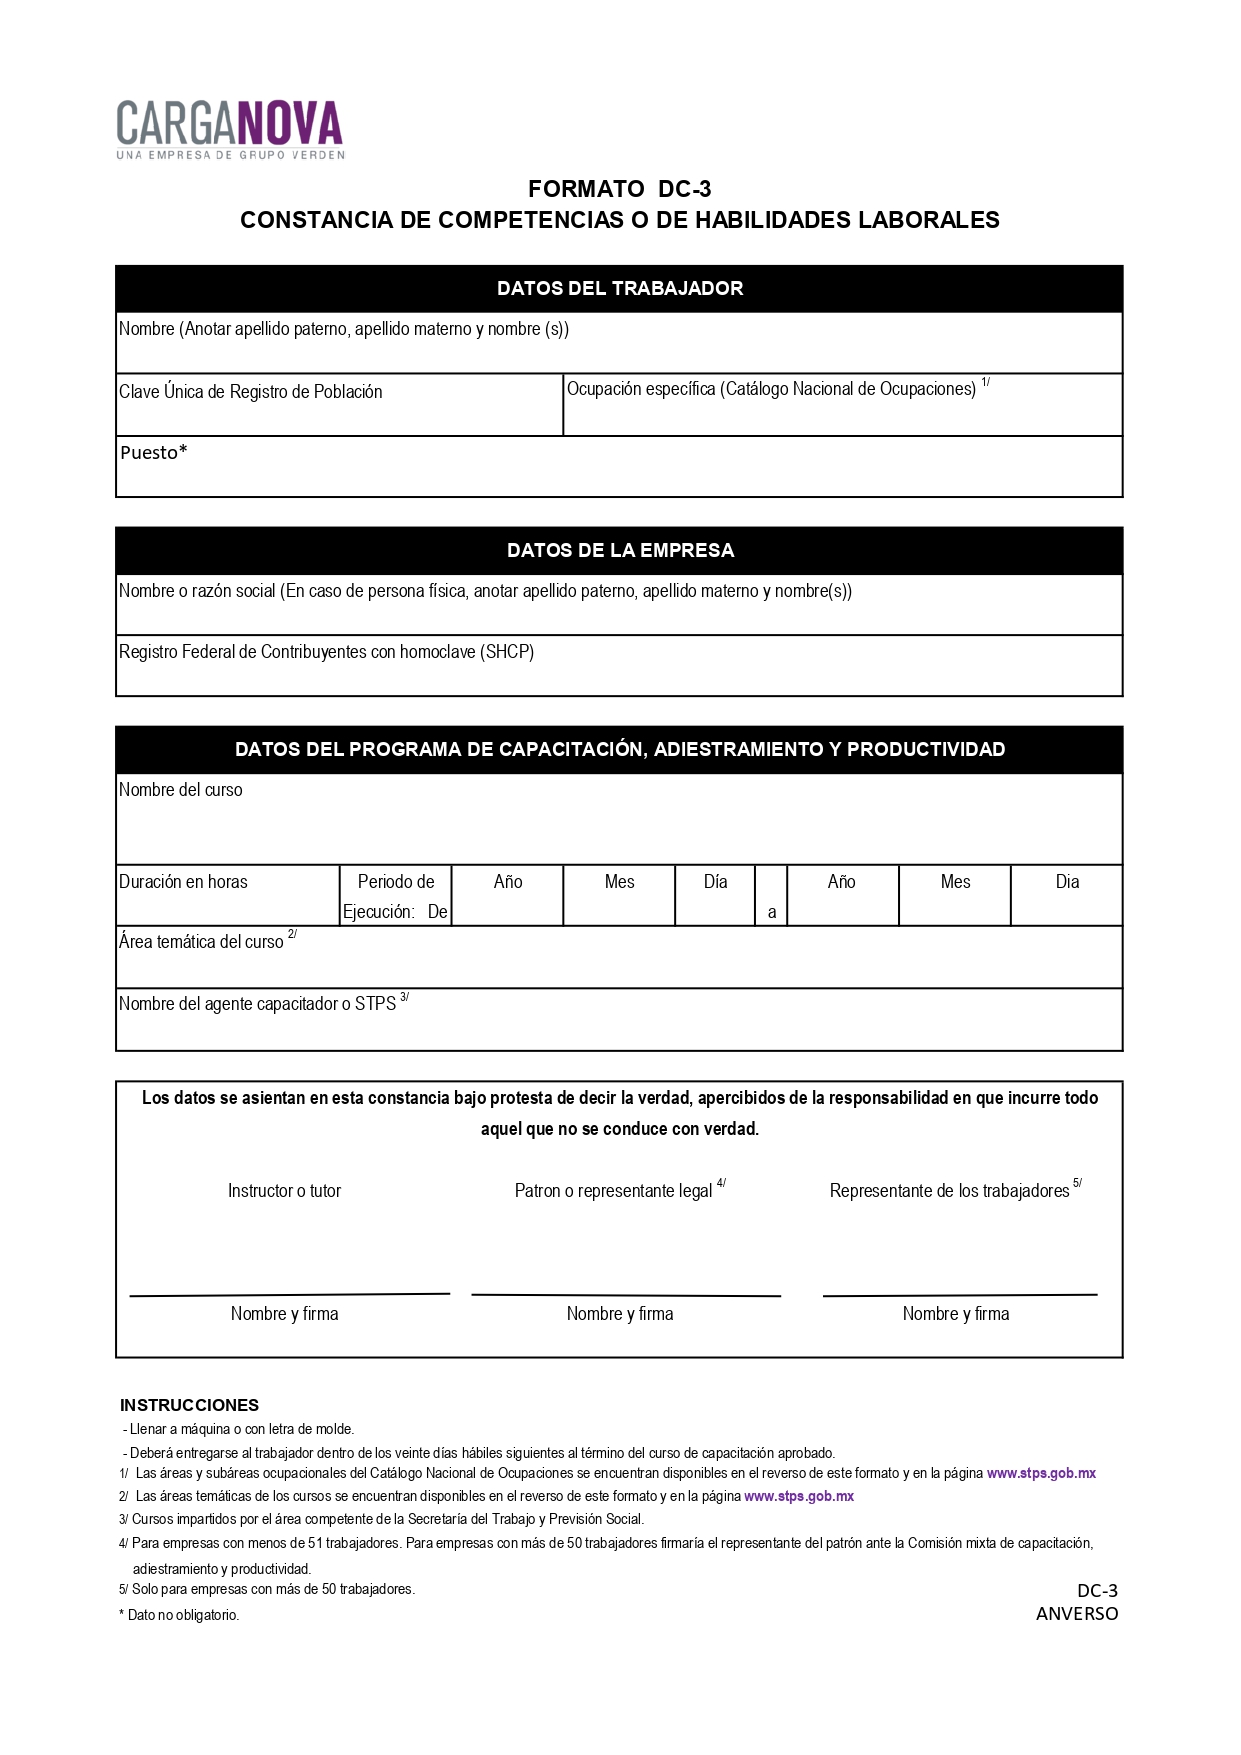 CARGANOVA
UNA EMPRESA DE GRUPO VERDEN
FORMATO DC-3
CONSTANCIA DE COMPETENCIAS O DE HABILIDADES LABORALES
DATOS DEL TRABAJADOR
Nombre (Anotar apellido paterno, apellido materno y nombre (s))
Clave Única de Registro de Población
Ocupación específica (Catálogo Nacional de Ocupaciones) 1/
Puesto*
DATOS DE LA EMPRESA
Nombre o razón social (En caso de persona física, anotar apellido paterno, apellido materno y nombre(s))
Registro Federal de Contribuyentes con homoclave (SHCP)
DATOS DEL PROGRAMA DE CAPACITACIÓN, ADIESTRAMIENTO Y PRODUCTIVIDAD
Nombre del curso
Duración en horas
Periodo de
Ejecución: De
Año
Mes
Día
a
Año
Mes
Dia
Área temática del curso 2/
Nombre del agente capacitador o STPS 3/
Los datos se asientan en esta constancia bajo protesta de decir la verdad, apercibidos de la responsabilidad en que incurre todo
aquel que no se conduce con verdad.
Instructor o tutor
Patron o representante legal 4/
Representante de los trabajadores 5/
Nombre y firma
Nombre y firma
Nombre y firma
INSTRUCCIONES
- Llenar a máquina o con letra de molde.
- Deberá entregarse al trabajador dentro de los veinte días hábiles siguientes al término del curso de capacitación aprobado.
1/ Las áreas y subáreas ocupacionales del Catálogo Nacional de Ocupaciones se encuentran disponibles en el reverso de este formato y en la página www.stps.gob.mx
2/ Las áreas temáticas de los cursos se encuentran disponibles en el reverso de este formato y en la página www.stps.gob.mx
3/ Cursos impartidos por el área competente de la Secretaría del Trabajo y Previsión Social.
4/ Para empresas con menos de 51 trabajadores. Para empresas con más de 50 trabajadores firmaría el representante del patrón ante la Comisión mixta de capacitación,
adiestramiento y productividad.
5/ Solo para empresas con más de 50 trabajadores.
* Dato no obligatorio.
DC-3
ANVERSO